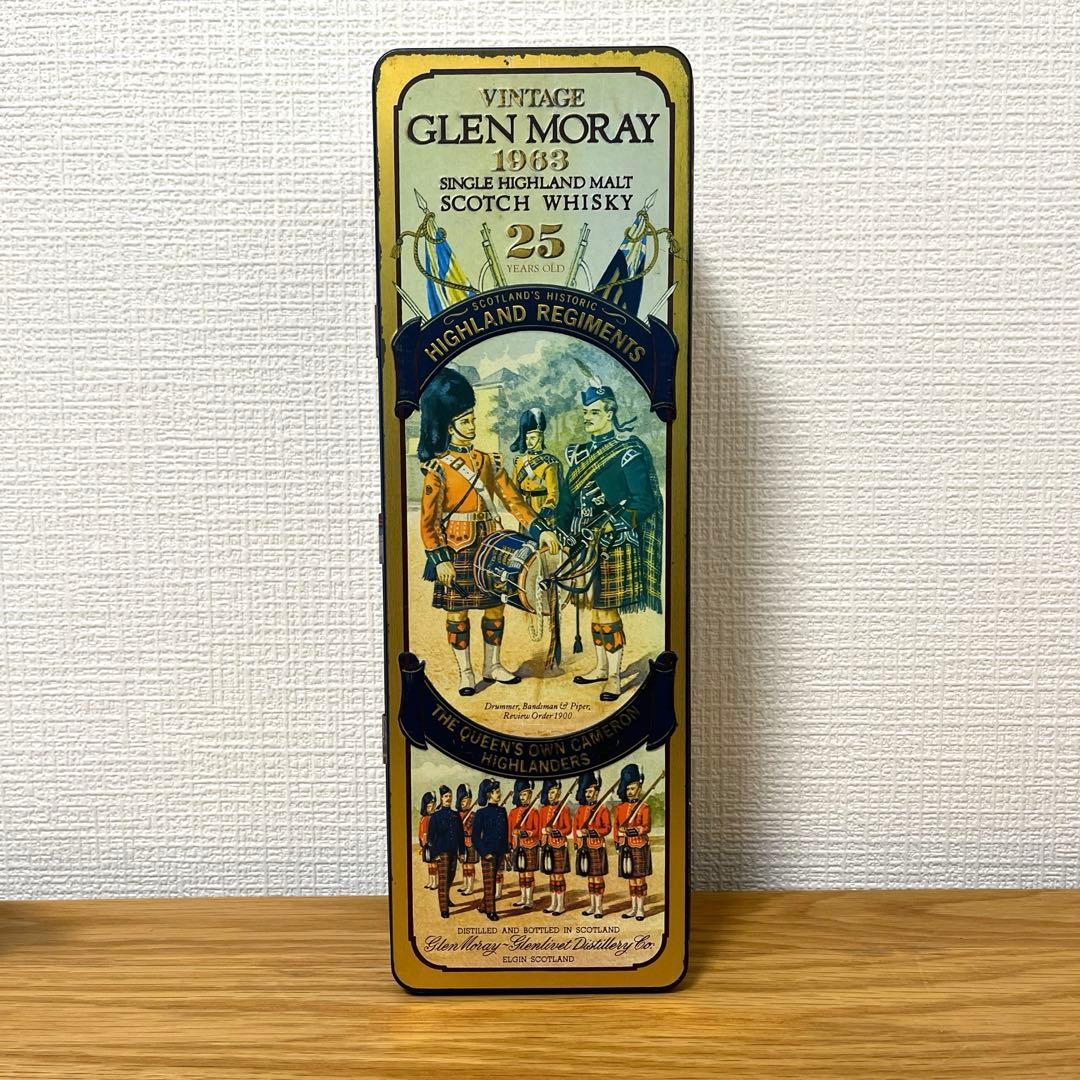 VINTAGE
GLEN MORAY
1963
SINGLE HIGHLAND MALT
SCOTCH WHISKY
25
YEARS OLD
SCOTLAND'S HISTORIC
HIGHLAND REGIMENTS
Drummer, Bandsman & Piper,
Review Order 1900
THE QUEEN'S OWN CAMERON
HIGHLANDERS
DISTILLED AND BOTTLED IN SCOTLAND
Glen Moray~Glenlivet Distillery Co.
ELGIN SCOTLAND